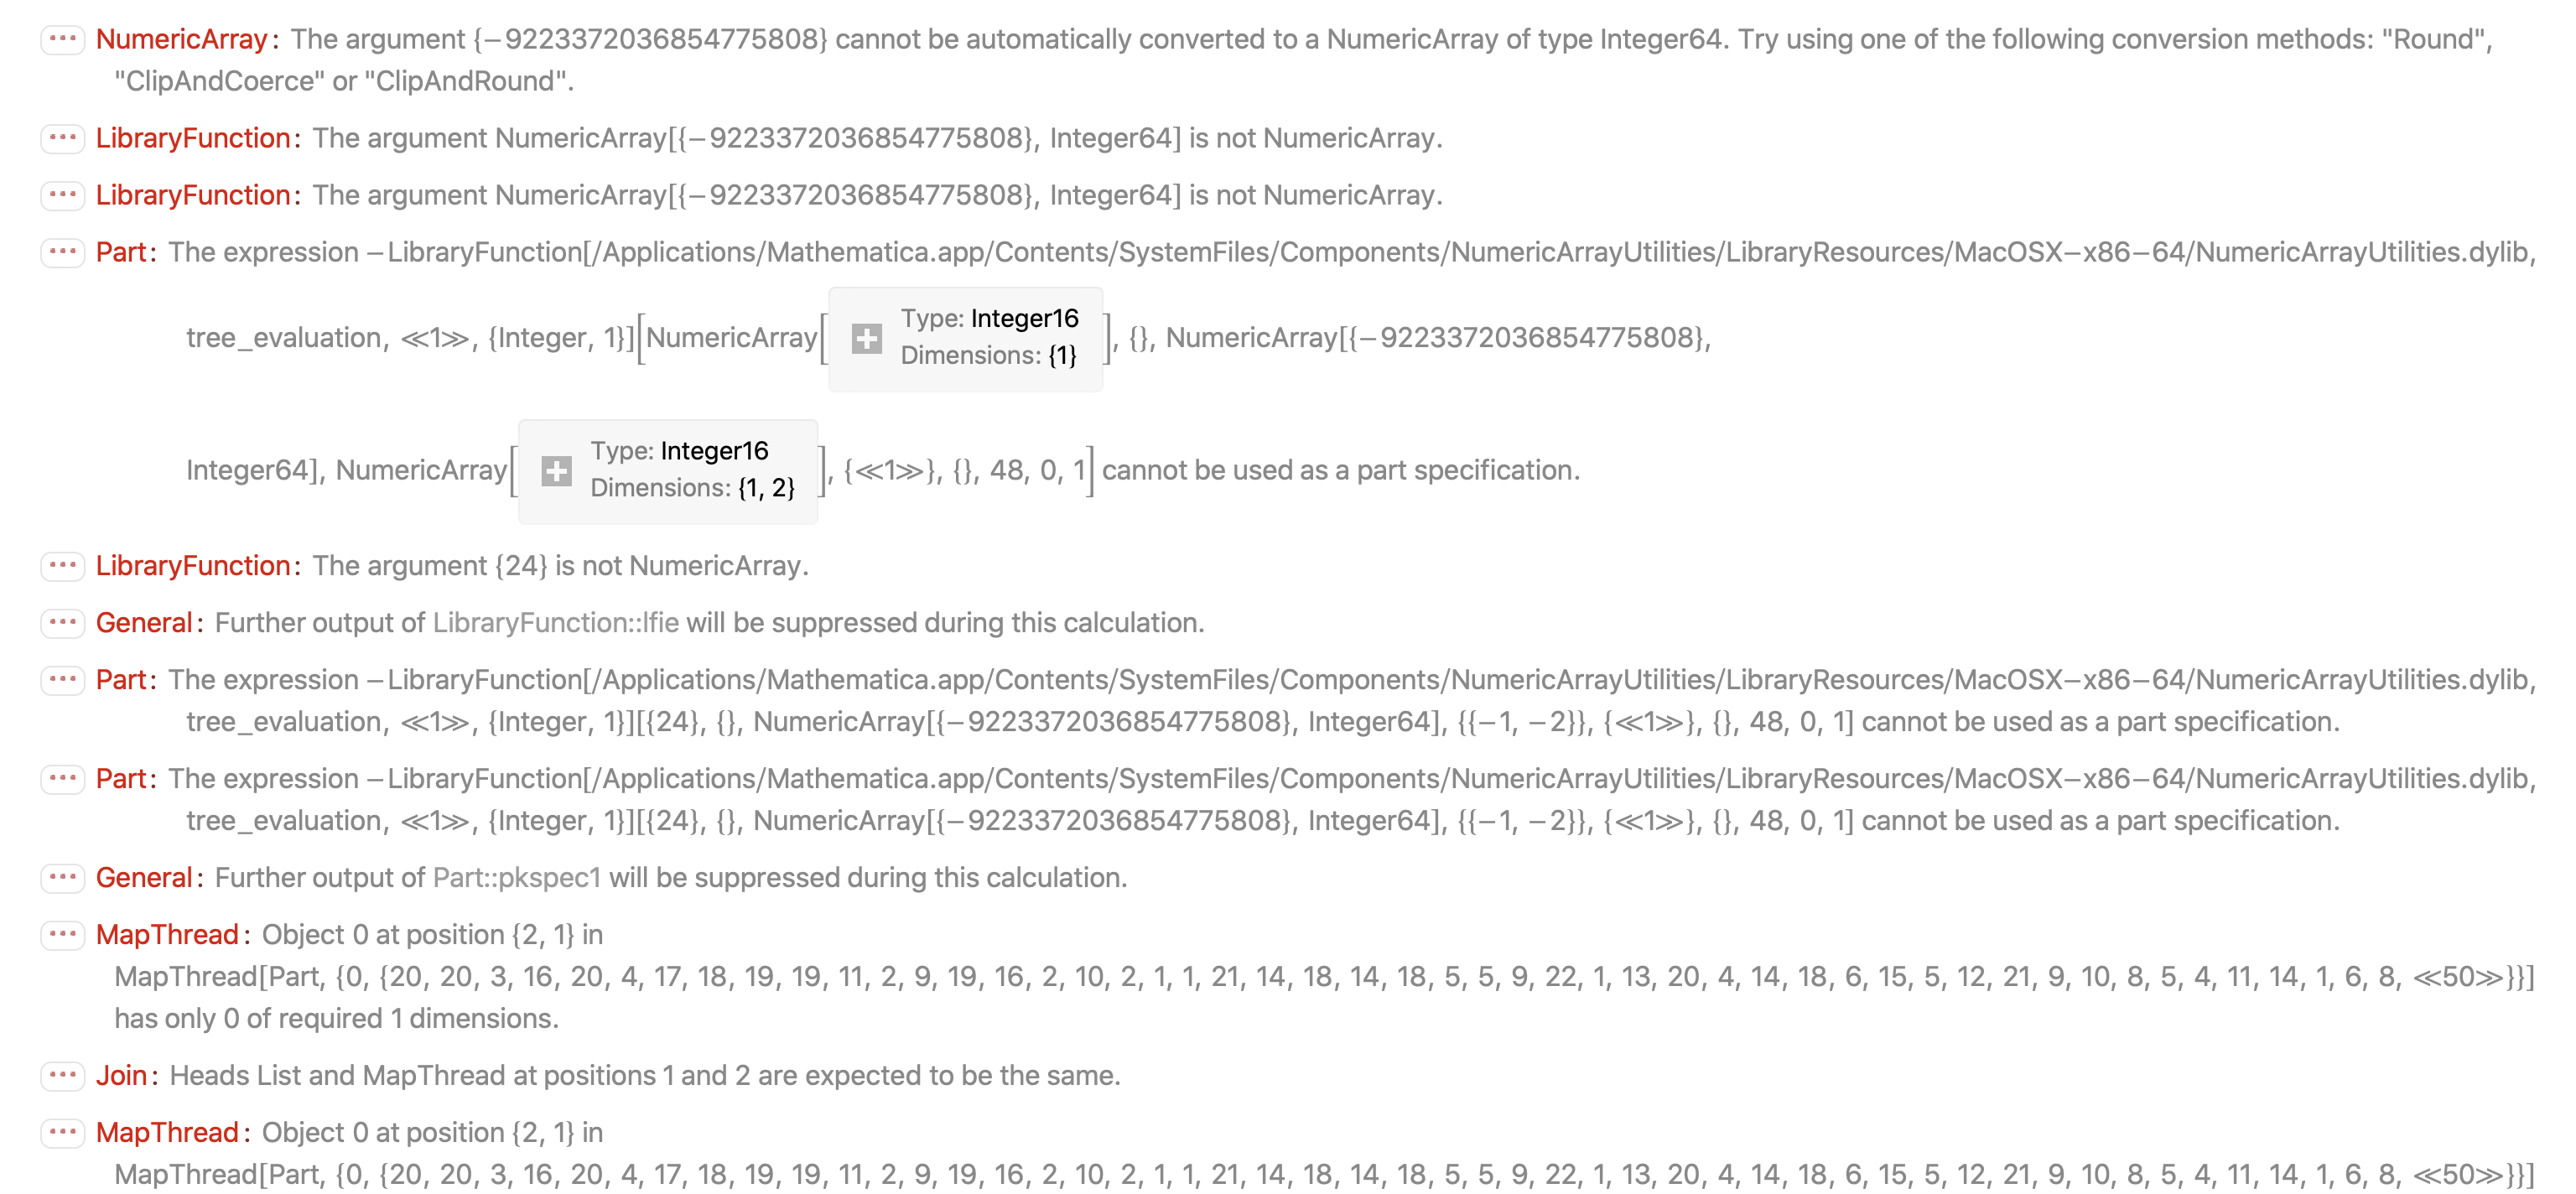 NumericArray: The argument {−9223372036854775808} cannot be automatically converted to a NumericArray of type Integer64. Try using one of the following conversion methods: "Round",
"ClipAndCoerce" or "ClipAndRound".
LibraryFunction: The argument NumericArray[{−9223372036854775808}, Integer64] is not NumericArray.
LibraryFunction: The argument NumericArray[{−9223372036854775808}, Integer64] is not NumericArray.
Part: The expression −LibraryFunction[/Applications/Mathematica.app/Contents/SystemFiles/Components/NumericArrayUtilities/LibraryResources/MacOSX−x86−64/NumericArrayUtilities.dylib,
tree_evaluation, ≪1≫, {Integer, 1}][NumericArray[ Type: Integer16 Dimensions: {1} ], {}, NumericArray[{−9223372036854775808},
Integer64], NumericArray[ Type: Integer16 Dimensions: {1, 2} ], {≪1≫}, {}, 48, 0, 1] cannot be used as a part specification.
LibraryFunction: The argument {24} is not NumericArray.
General: Further output of LibraryFunction::lfie will be suppressed during this calculation.
Part: The expression −LibraryFunction[/Applications/Mathematica.app/Contents/SystemFiles/Components/NumericArrayUtilities/LibraryResources/MacOSX−x86−64/NumericArrayUtilities.dylib,
tree_evaluation, ≪1≫, {Integer, 1}][{24}, {}, NumericArray[{−9223372036854775808}, Integer64], {{−1, −2}}, {≪1≫}, {}, 48, 0, 1] cannot be used as a part specification.
Part: The expression −LibraryFunction[/Applications/Mathematica.app/Contents/SystemFiles/Components/NumericArrayUtilities/LibraryResources/MacOSX−x86−64/NumericArrayUtilities.dylib,
tree_evaluation, ≪1≫, {Integer, 1}][{24}, {}, NumericArray[{−9223372036854775808}, Integer64], {{−1, −2}}, {≪1≫}, {}, 48, 0, 1] cannot be used as a part specification.
General: Further output of Part::pkspec1 will be suppressed during this calculation.
MapThread: Object 0 at position {2, 1} in
MapThread[Part, {0, {20, 20, 3, 16, 20, 4, 17, 18, 19, 19, 11, 2, 9, 19, 16, 2, 10, 2, 1, 1, 21, 14, 18, 14, 18, 5, 5, 9, 22, 1, 13, 20, 4, 14, 18, 6, 15, 5, 12, 21, 9, 10, 8, 5, 4, 11, 14, 1, 6, 8, ≪50≫}}]
has only 0 of required 1 dimensions.
Join: Heads List and MapThread at positions 1 and 2 are expected to be the same.
MapThread: Object 0 at position {2, 1} in
MapThread[Part, {0, {20, 20, 3, 16, 20, 4, 17, 18, 19, 19, 11, 2, 9, 19, 16, 2, 10, 2, 1, 1, 21, 14, 18, 14, 18, 5, 5, 9, 22, 1, 13, 20, 4, 14, 18, 6, 15, 5, 12, 21, 9, 10, 8, 5, 4, 11, 14, 1, 6, 8, ≪50≫}}]